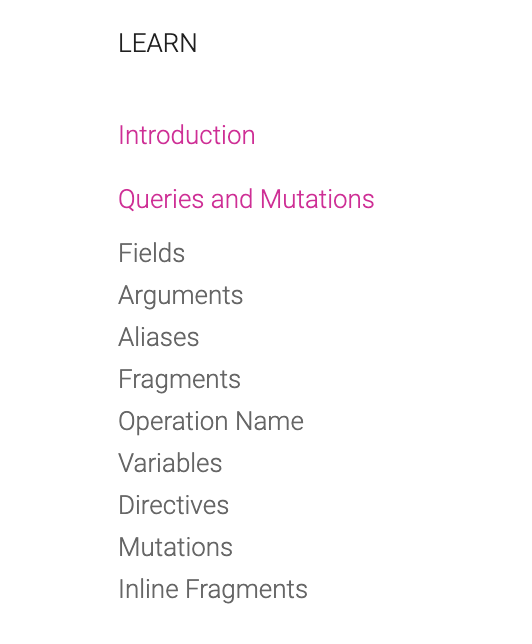 LEARN
Introduction
Queries and Mutations
Fields
Arguments
Aliases
Fragments
Operation Name
Variables
Directives
Mutations
Inline Fragments